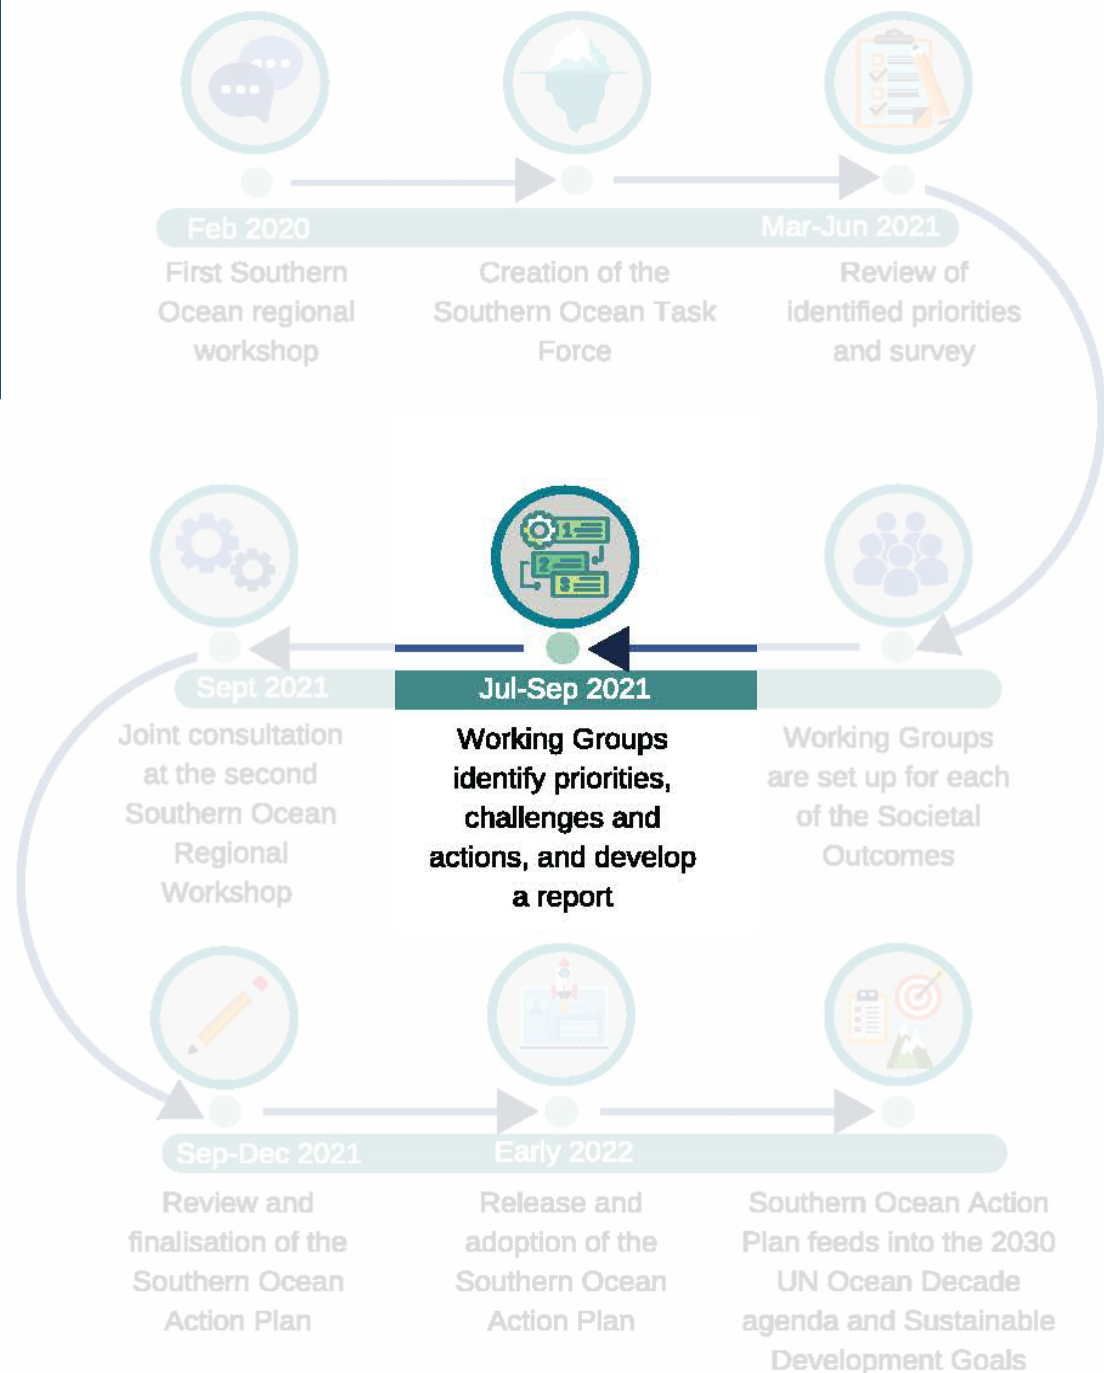 Feb 2020
Mar-Jun 2021
First Southern
Ocean regional
workshop
Creation of the
Southern Ocean Task
Force
Review of
identified priorities
and survey
1
2
3
Jul-Sep 2021
Working Groups
are set up for each
of the Societal
Outcomes
Working Groups
identify priorities,
challenges and
actions, and develop
a report
Sept 2021
Joint consultation
at the second
Southern Ocean
Regional
Workshop
Sep-Dec 2021
Early 2022
Review and
finalisation of the
Southern Ocean
Action Plan
Release and
adoption of the
Southern Ocean
Action Plan
Southern Ocean Action
Plan feeds into the 2030
UN Ocean Decade
agenda and Sustainable
Development Goals